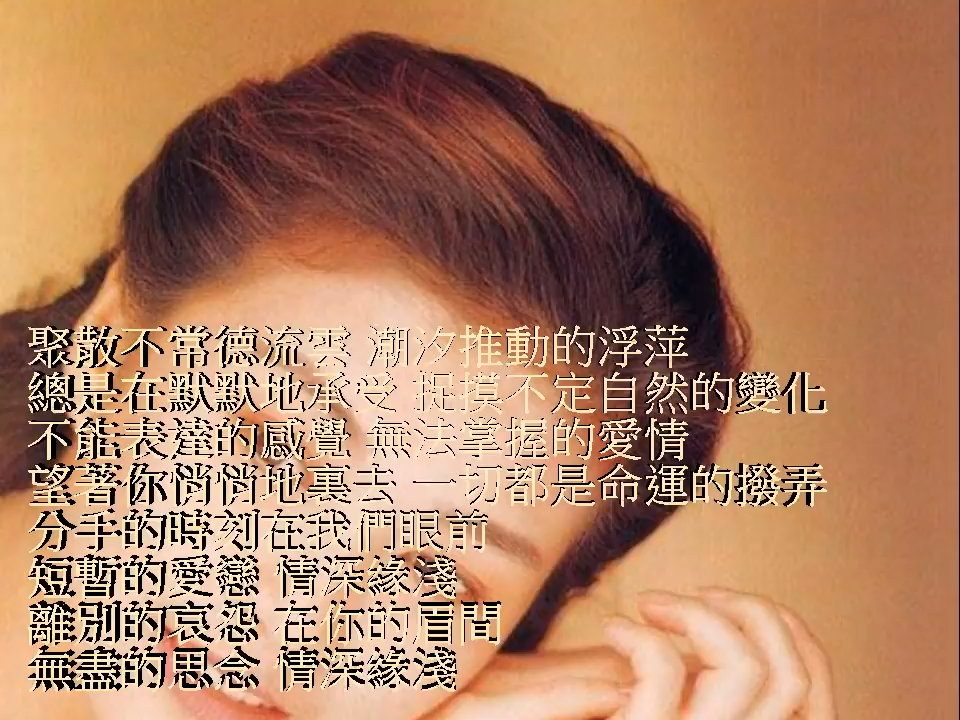 聚散不常德流雲 潮汐推動的浮萍
總是在默默地承受 捉摸不定自然的變化
不能表達的感覺 無法掌握的愛情
望著你悄悄地裏去 一切都是命運的撥弄
分手的時刻在我們眼前
短暫的愛戀 情深緣淺
離別的哀怨 在你的眉間
無盡的思念 情深緣淺